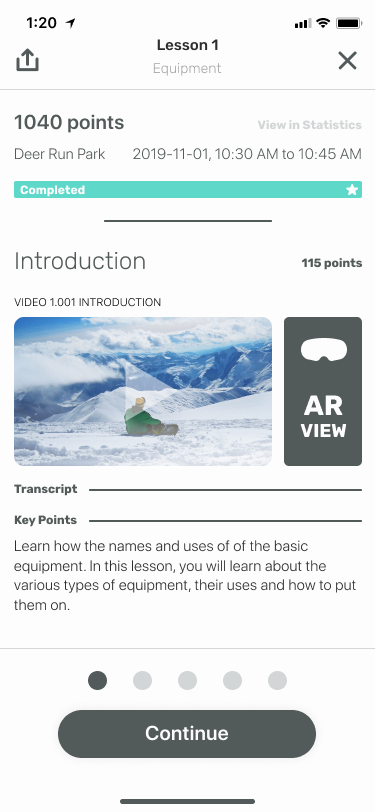 1:20
Lesson 1
Equipment
1040 points
View in Statistics
Deer Run Park
2019-11-01, 10:30 AM to 10:45 AM
Completed
Introduction
115 points
VIDEO 1.001 INTRODUCTION
AR
VIEW
Transcript
Key Points
Learn how the names and uses of of the basic
equipment. In this lesson, you will learn about the
various types of equipment, their uses and how to put
them on.
Continue